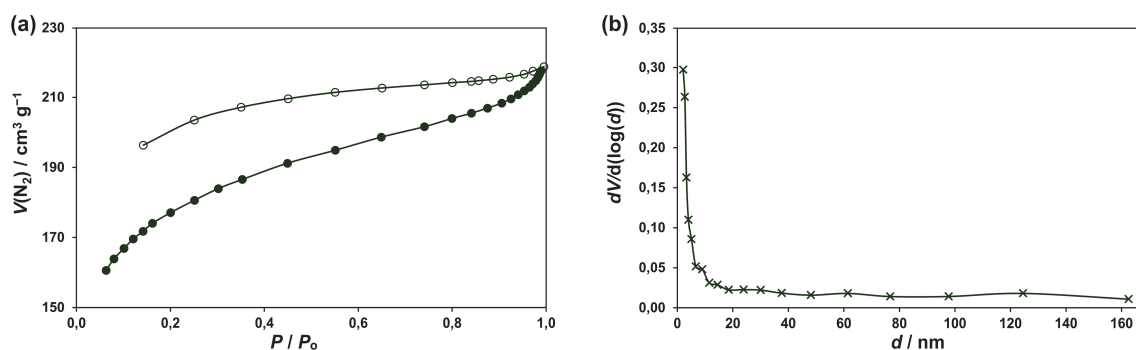 (a)
230
210
190
170
150
V(N₂) / cm³ g⁻¹
0,0 0,2 0,4 0,6 0,8 1,0
P / Pₒ
(b)
0,35
0,30
0,25
0,20
0,15
0,10
0,05
0,00
dV/d(log(d))
0 20 40 60 80 100 120 140 160
d / nm